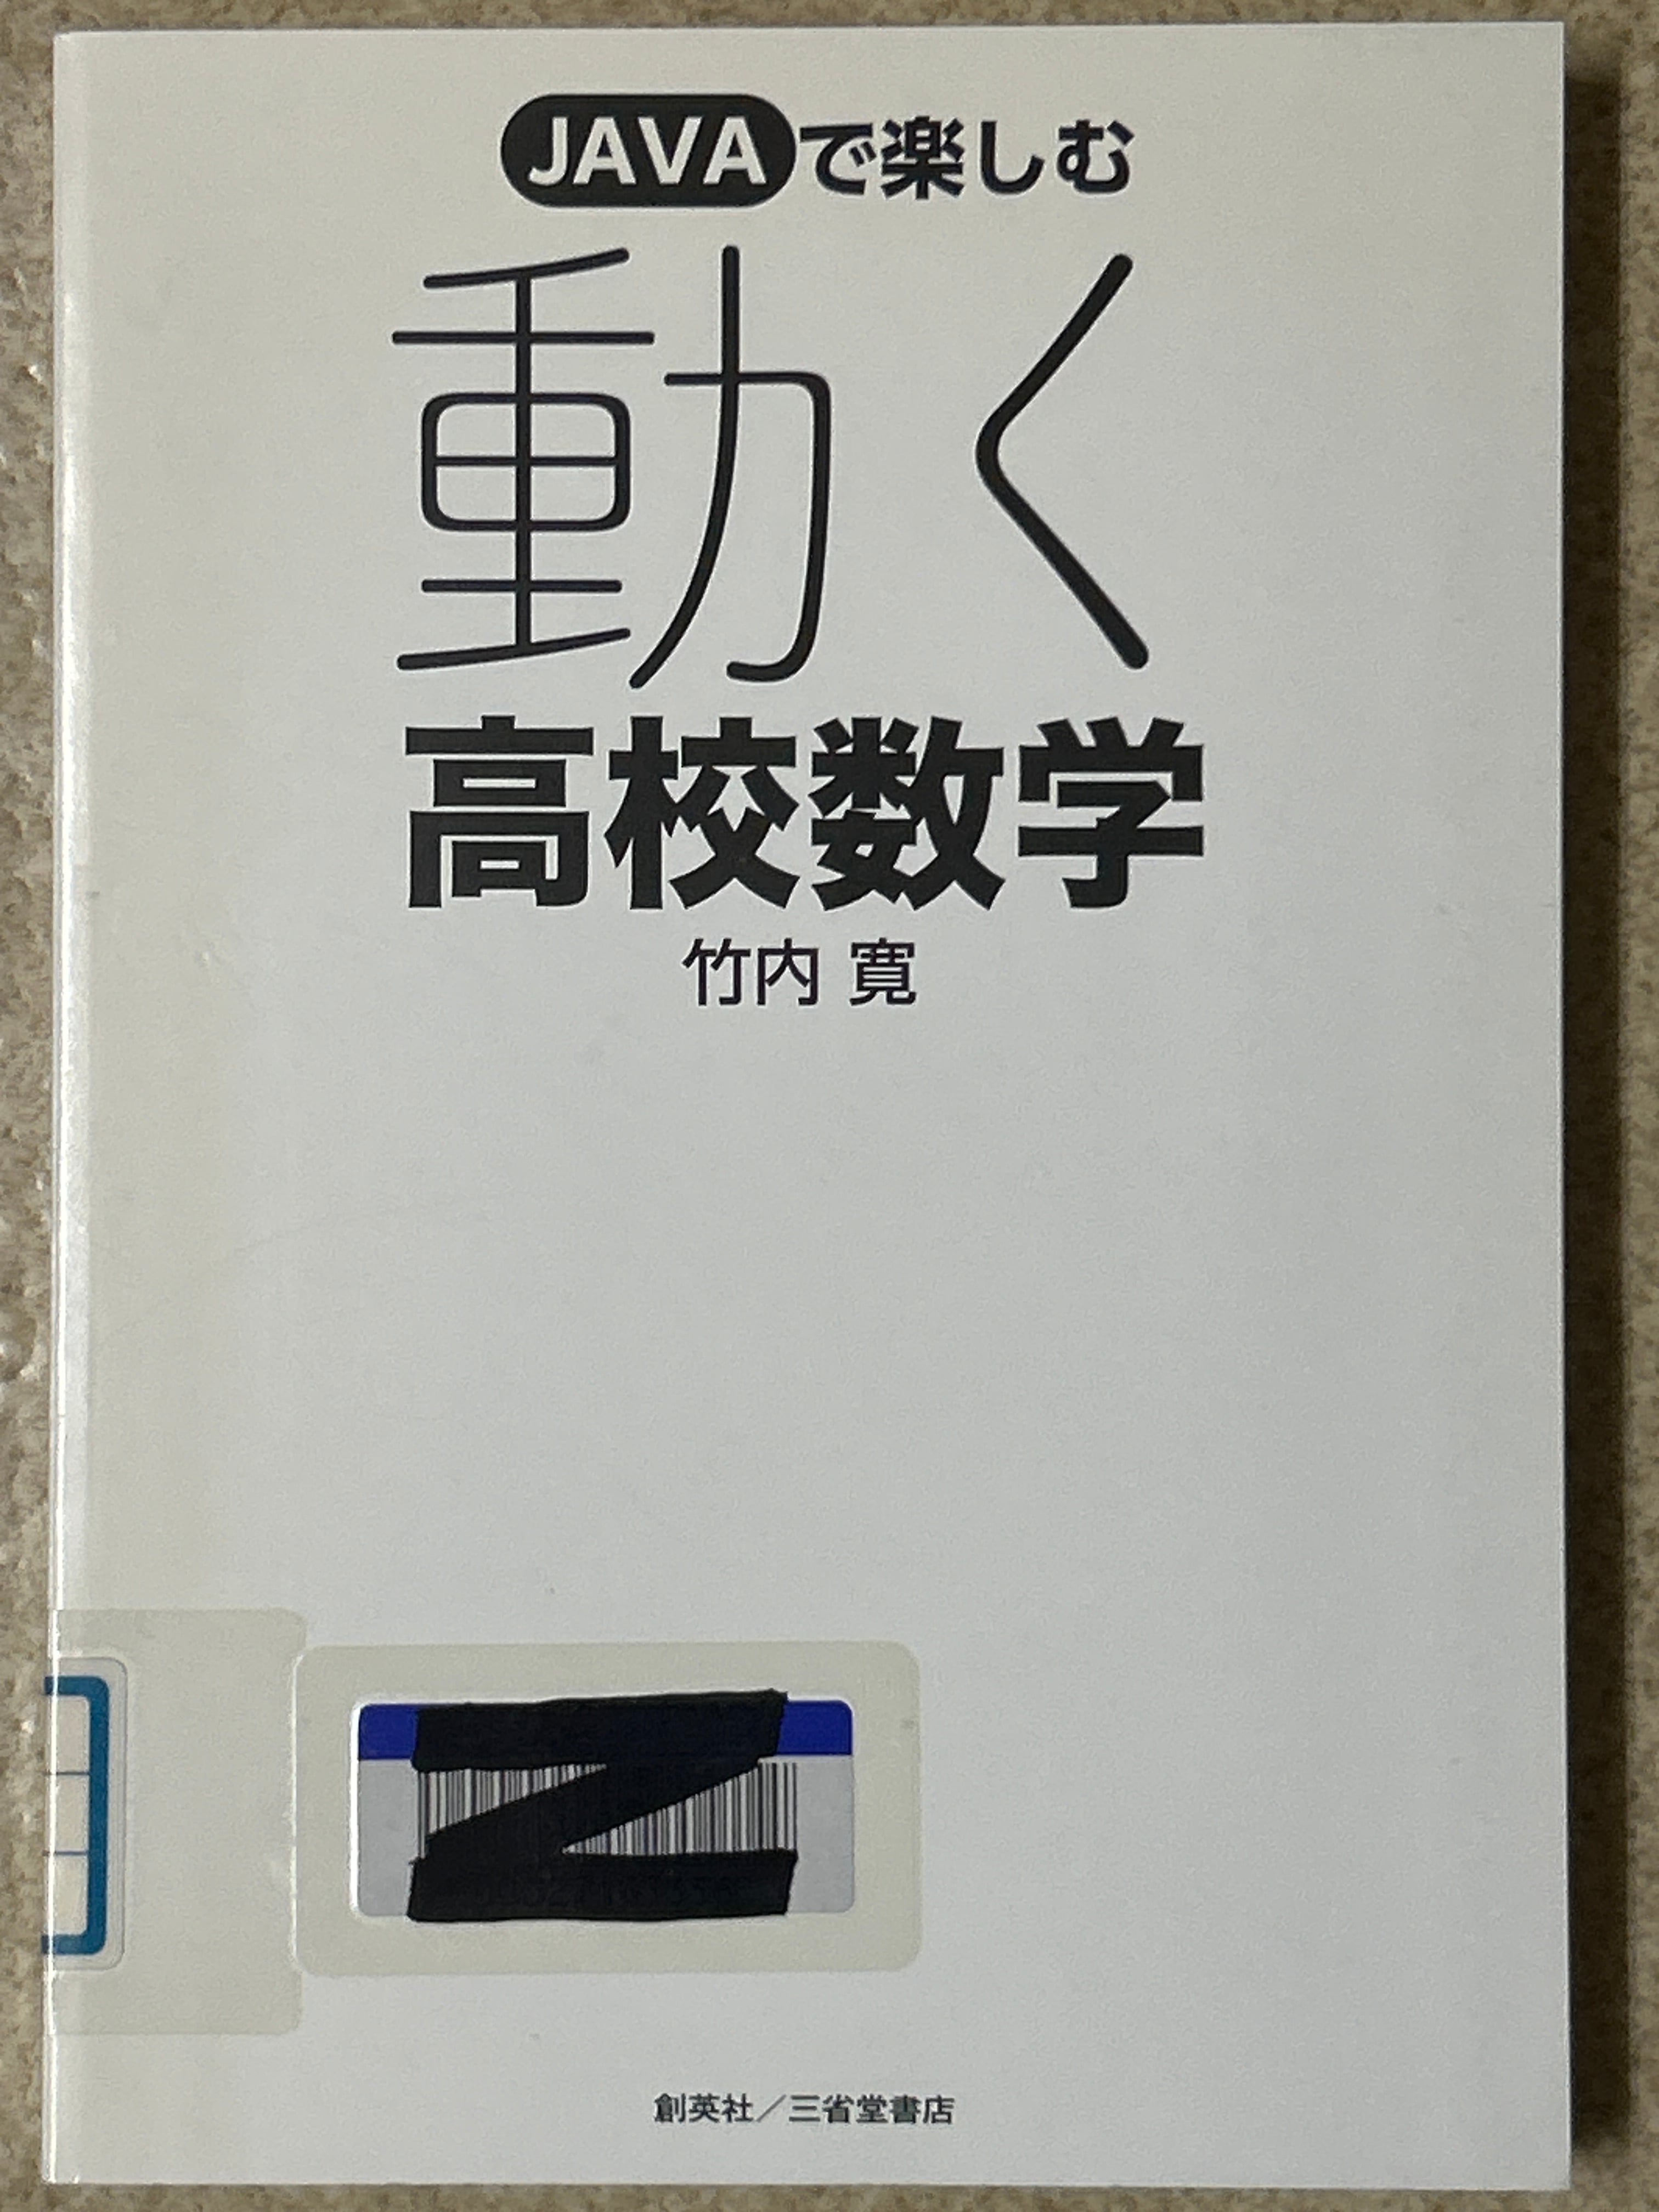 JAVAで楽しむ
動く
高校数学
竹内 寛
創英社／三省堂書店